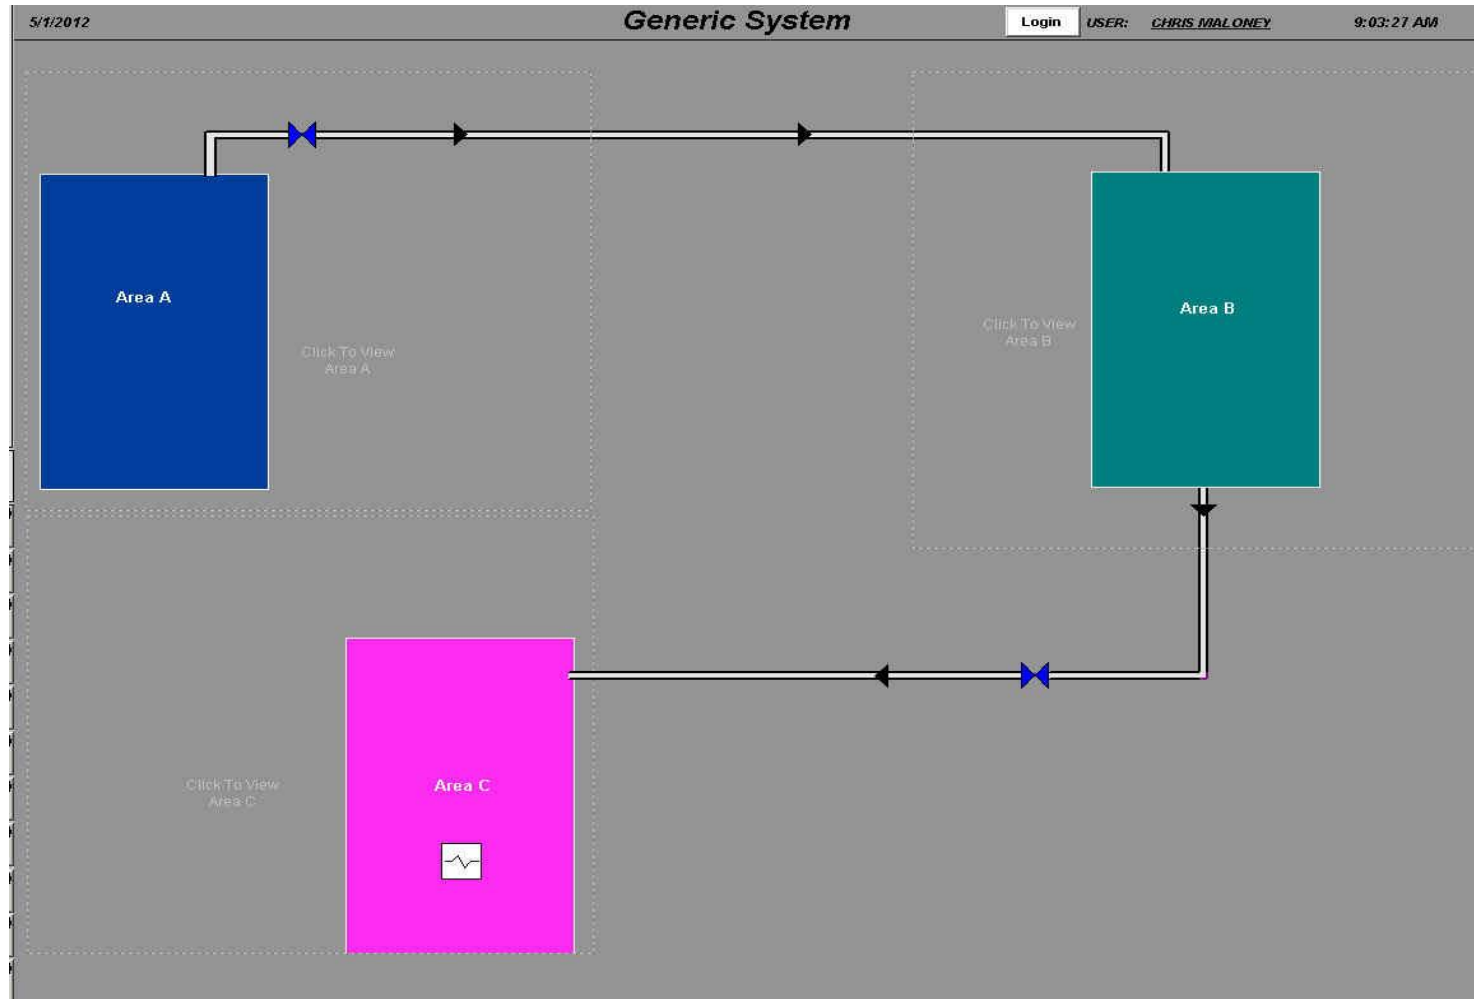 5/1/2012
Generic System
Login
USER:
CHRIS MALONEY
9:03:27 AM
Area A
Click To View
Area A
Area B
Click To View
Area B
Area C
Click To View
Area C